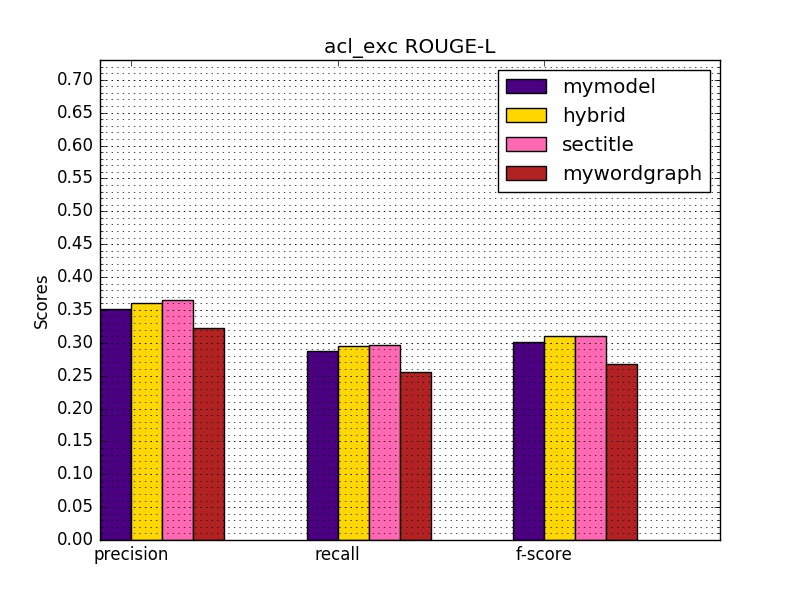 acl_exc ROUGE-L
mymodel
hybrid
sectitle
mywordgraph
Scores
0.70
0.65
0.60
0.55
0.50
0.45
0.40
0.35
0.30
0.25
0.20
0.15
0.10
0.05
0.00
precision
recall
f-score